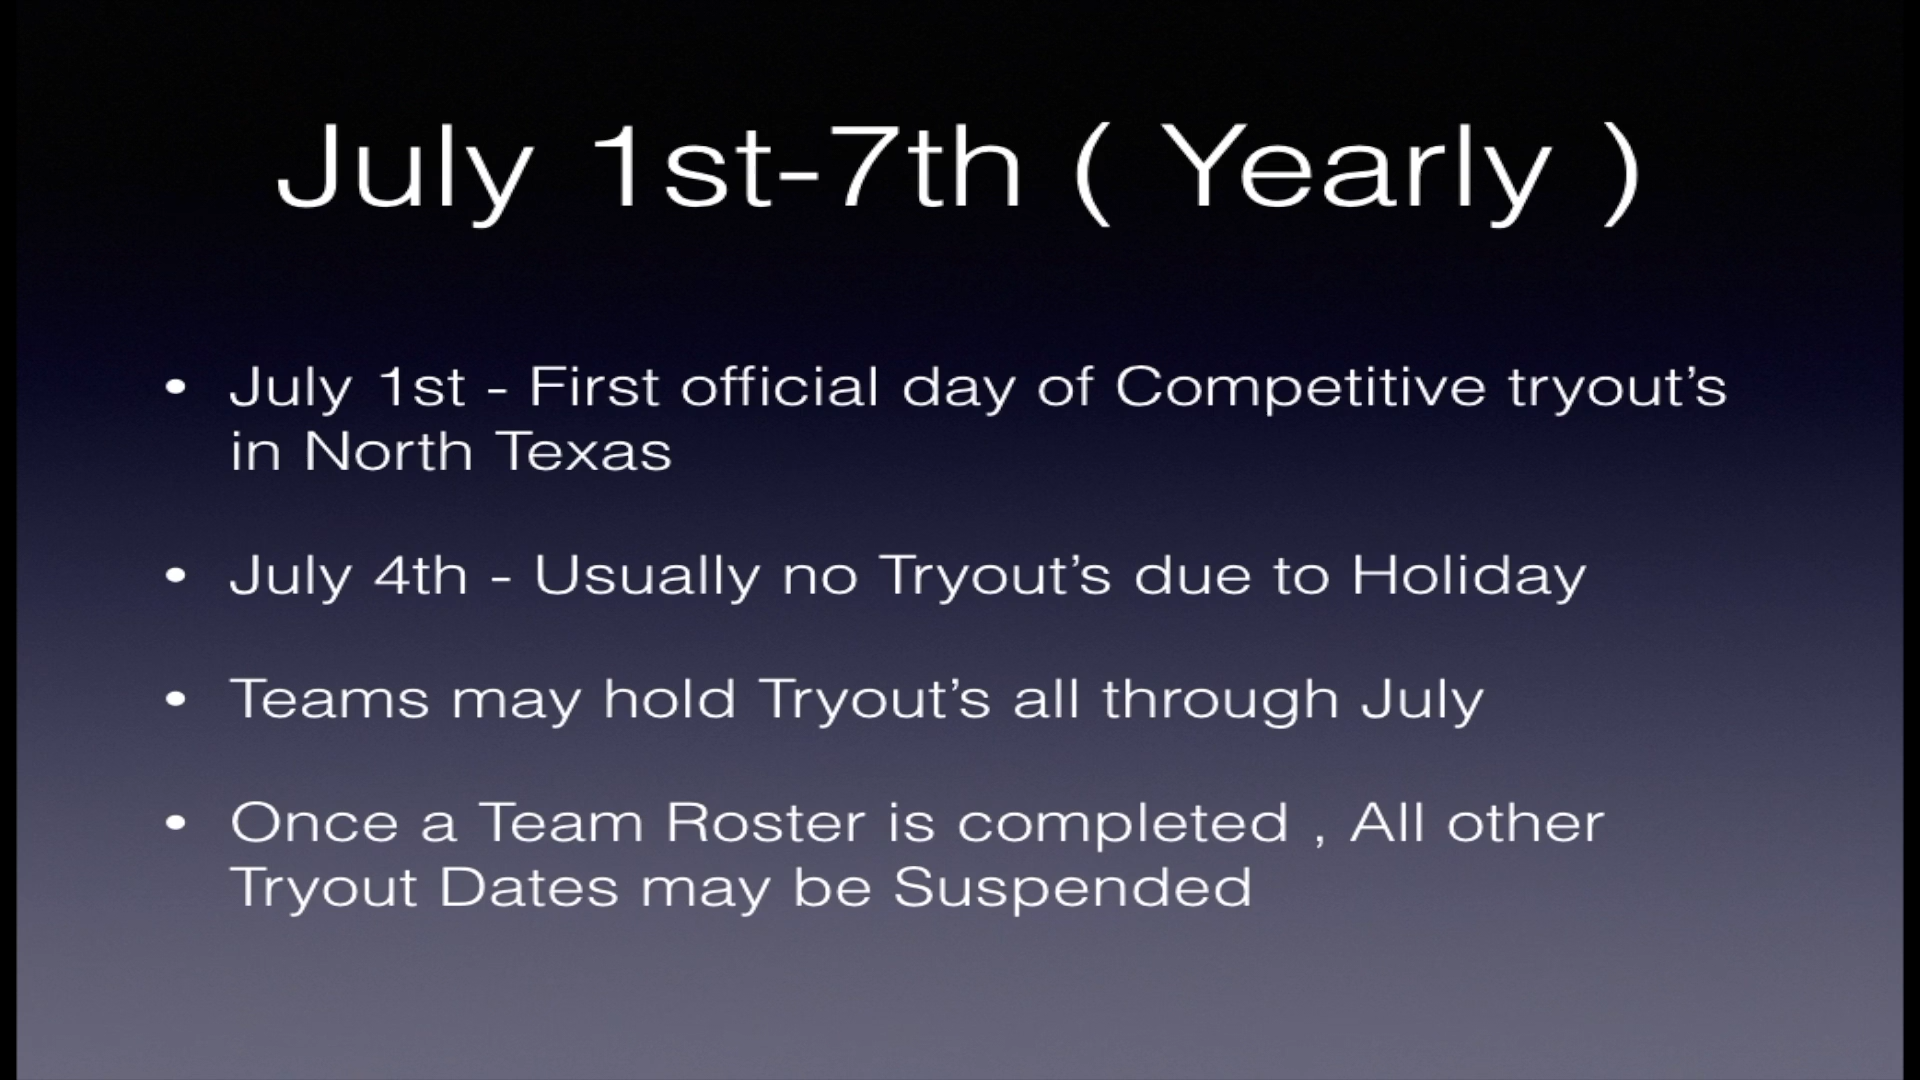 July 1st-7th ( Yearly )
• July 1st - First official day of Competitive tryout’s
in North Texas
• July 4th - Usually no Tryout’s due to Holiday
• Teams may hold Tryout’s all through July
• Once a Team Roster is completed , All other
Tryout Dates may be Suspended